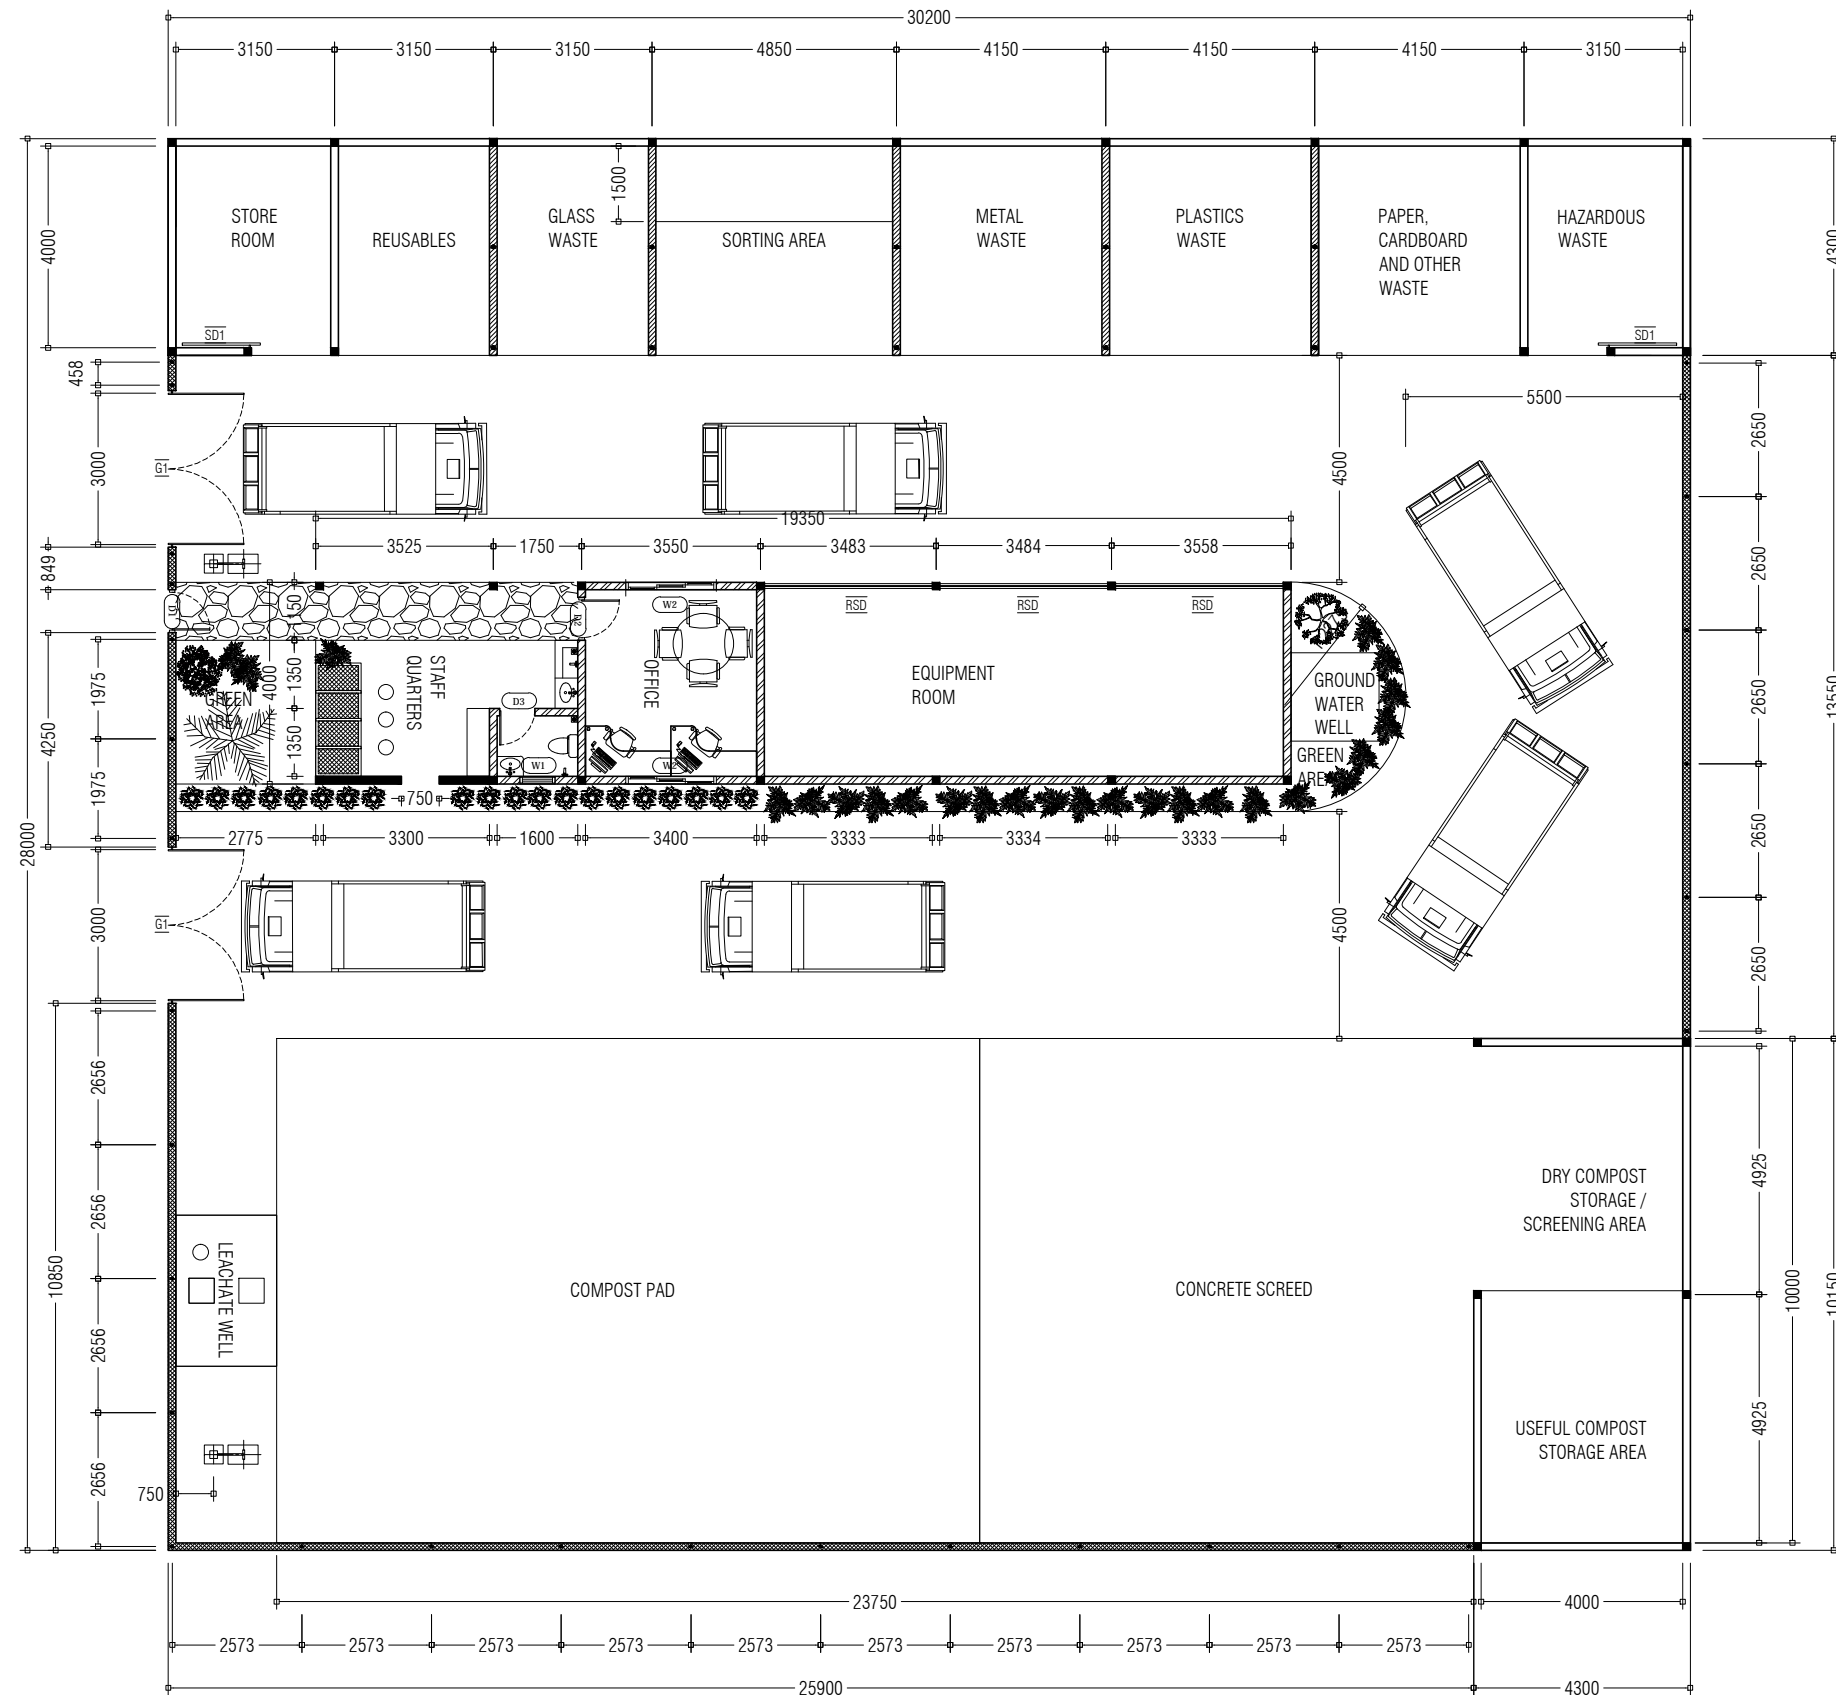 30200
3150
3150
3150
4850
4150
4150
4150
3150
4000
4300
STORE
ROOM
REUSABLES
GLASS
WASTE
1500
SORTING AREA
METAL
WASTE
PLASTICS
WASTE
PAPER,
CARDBOARD
AND OTHER
WASTE
HAZARDOUS
WASTE
SD1
SD1
458
3000
G1
849
5500
4500
2650
2650
2650
2650
2650
13550
19350
3525
1750
3550
3483
3484
3558
D1
1150
D2
W2
RSD
RSD
RSD
GREEN
AREA
4000
1350
1350
STAFF
QUARTERS
D3
W1
OFFICE
W2
EQUIPMENT
ROOM
GROUND
WATER
WELL
GREEN
AREA
1975
1975
4250
28000
750
2775
3300
1600
3400
3333
3334
3333
3000
G1
4500
2656
2656
2656
2656
10850
LEACHATE WELL
750
COMPOST PAD
CONCRETE SCREED
DRY COMPOST
STORAGE /
SCREENING AREA
USEFUL COMPOST
STORAGE AREA
4925
4925
10000
10150
23750
4000
2573
2573
2573
2573
2573
2573
2573
2573
2573
2573
25900
4300